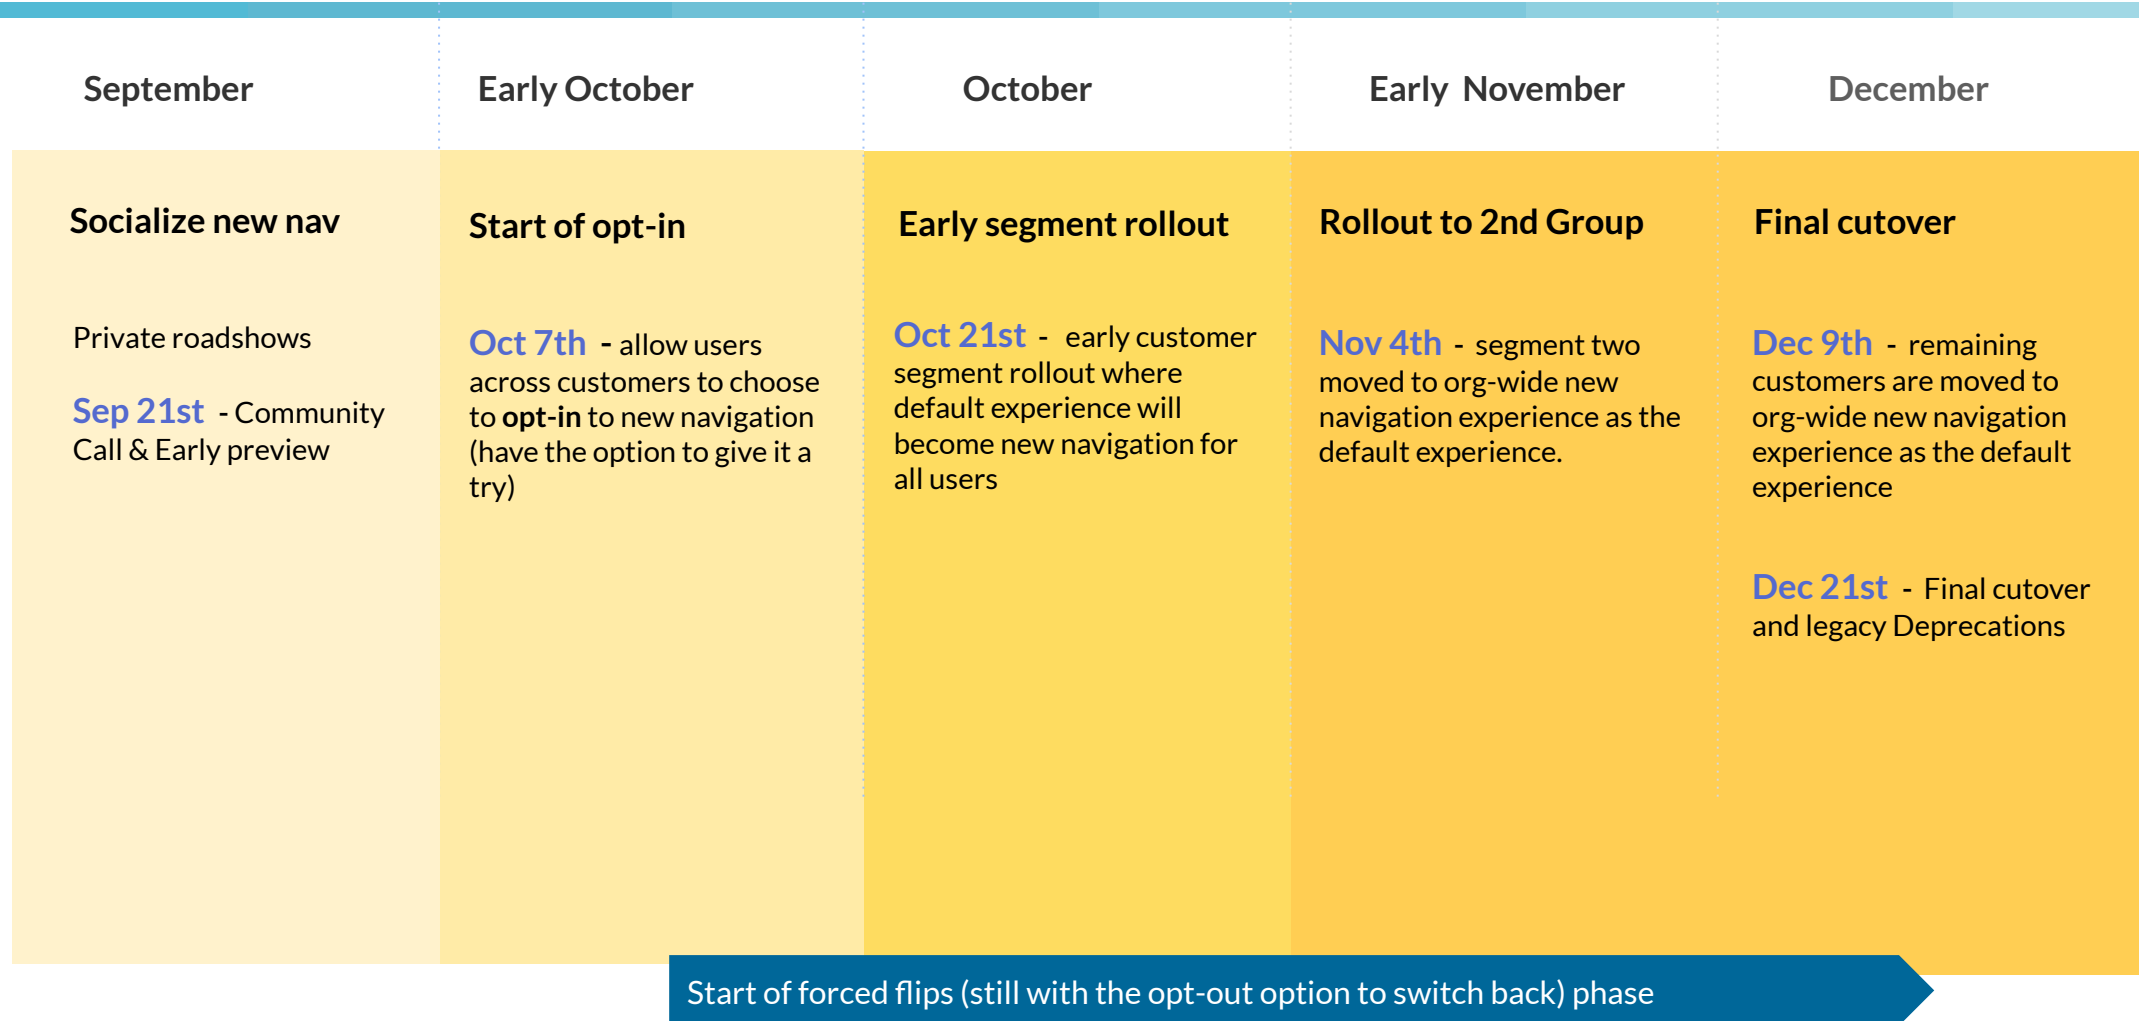 September
Early October
October
Early November
December
Socialize new nav
Private roadshows
Sep 21st - Community
Call & Early preview
Start of opt-in
Oct 7th - allow users
across customers to choose
to opt-in to new navigation
(have the option to give it a
try)
Early segment rollout
Oct 21st - early customer
segment rollout where
default experience will
become new navigation for
all users
Rollout to 2nd Group
Nov 4th - segment two
moved to org-wide new
navigation experience as the
default experience.
Final cutover
Dec 9th - remaining
customers are moved to
org-wide new navigation
experience as the default
experience
Dec 21st - Final cutover
and legacy Deprecations
Start of forced flips (still with the opt-out option to switch back) phase